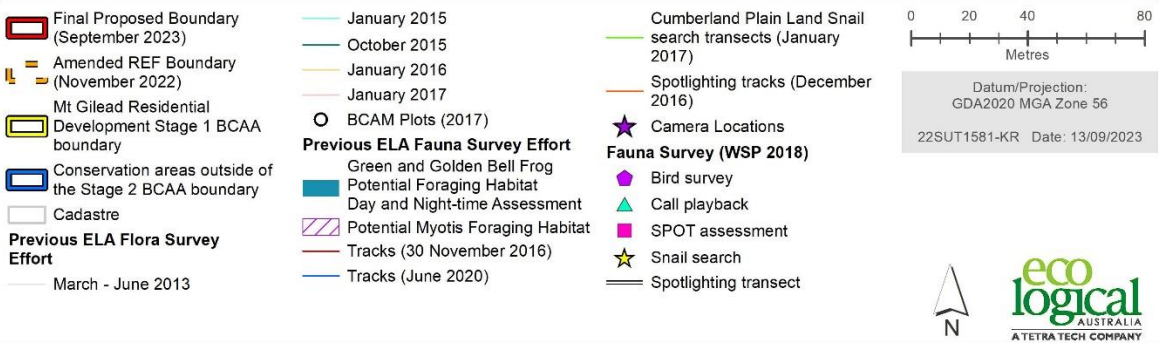 Final Proposed Boundary
(September 2023)
Amended REF Boundary
(November 2022)
Mt Gilead Residential
Development Stage 1 BCAA
boundary
Conservation areas outside of
the Stage 2 BCAA boundary
Cadastre
Previous ELA Flora Survey
Effort
March - June 2013
January 2015
October 2015
January 2016
January 2017
BCAM Plots (2017)
Previous ELA Fauna Survey Effort
Green and Golden Bell Frog
Potential Foraging Habitat
Day and Night-time Assessment
Potential Myotis Foraging Habitat
Tracks (30 November 2016)
Tracks (June 2020)
Cumberland Plain Land Snail
search transects (January
2017)
Spotlighting tracks (December
2016)
Camera Locations
Fauna Survey (WSP 2018)
Bird survey
Call playback
SPOT assessment
Snail search
Spotlighting transect
0 20 40 80
Metres
Datum/Projection:
GDA2020 MGA Zone 56
22SUT1581-KR Date: 13/09/2023
N
eco
logical
AUSTRALIA
A TETRA TECH COMPANY